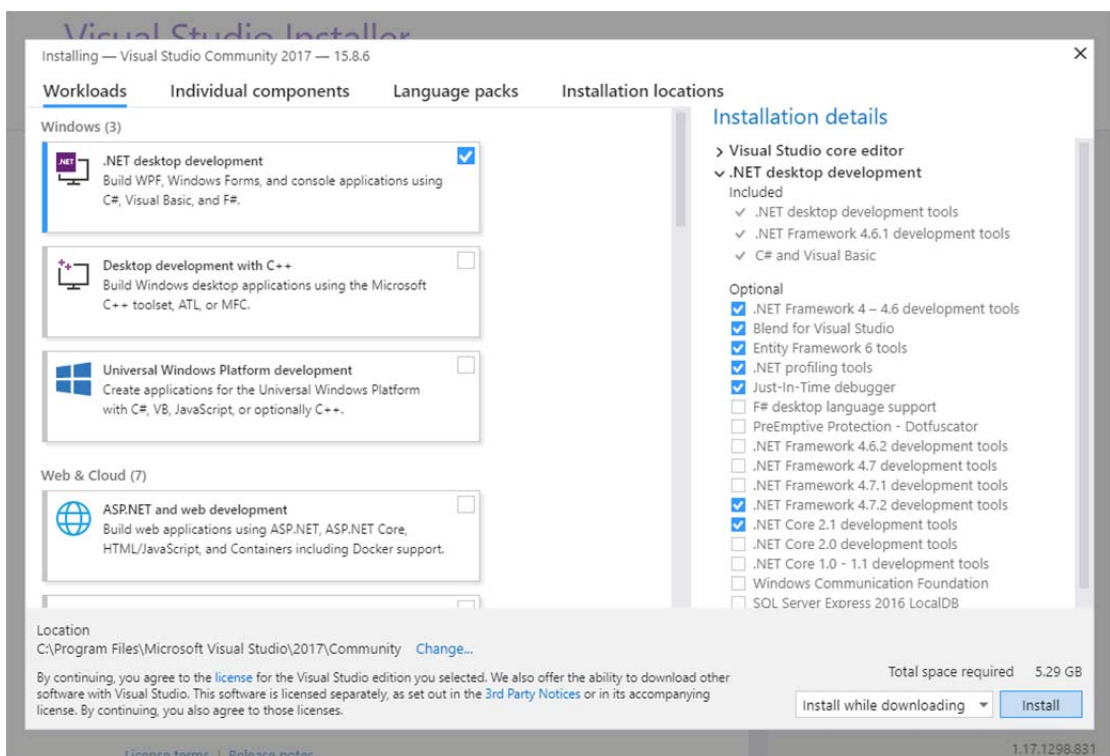 Visual Studio Installer
Installing — Visual Studio Community 2017 — 15.8.6
Workloads
Individual components
Language packs
Installation locations
Windows (3)
.NET
.NET desktop development
Build WPF, Windows Forms, and console applications using
C#, Visual Basic, and F#.
Desktop development with C++
Build Windows desktop applications using the Microsoft
C++ toolset, ATL, or MFC.
Universal Windows Platform development
Create applications for the Universal Windows Platform
with C#, VB, JavaScript, or optionally C++.
Web & Cloud (7)
ASP.NET and web development
Build web applications using ASP.NET, ASP.NET Core,
HTML/JavaScript, and Containers including Docker support.
Installation details
Visual Studio core editor
.NET desktop development
Included
.NET desktop development tools
.NET Framework 4.6.1 development tools
C# and Visual Basic
Optional
.NET Framework 4 – 4.6 development tools
Blend for Visual Studio
Entity Framework 6 tools
.NET profiling tools
Just-In-Time debugger
F# desktop language support
PreEmptive Protection - Dotfuscator
.NET Framework 4.6.2 development tools
.NET Framework 4.7 development tools
.NET Framework 4.7.1 development tools
.NET Framework 4.7.2 development tools
.NET Core 2.1 development tools
.NET Core 2.0 development tools
.NET Core 1.0 - 1.1 development tools
Windows Communication Foundation
SQL Server Express 2016 LocalDB
Location
C:\Program Files\Microsoft Visual Studio\2017\Community Change...
By continuing, you agree to the license for the Visual Studio edition you selected. We also offer the ability to download other
software with Visual Studio. This software is licensed separately, as set out in the 3rd Party Notices or in its accompanying
license. By continuing, you also agree to those licenses.
Total space required 5.29 GB
Install while downloading
Install
License terms | Release notes
1.17.1298.831